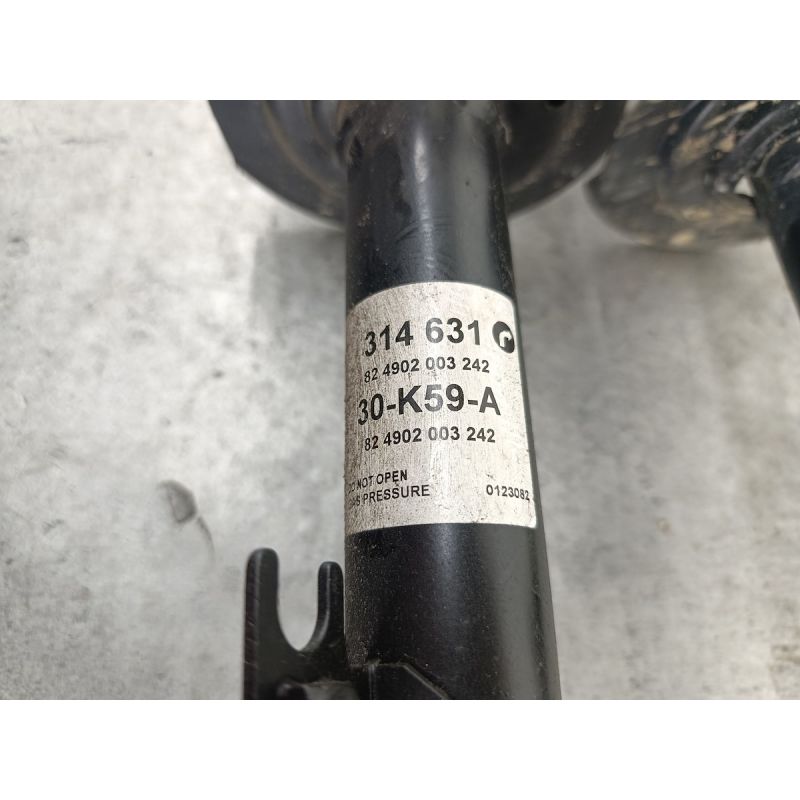 314 631 r
82 4902 003 242
30-K59-A
82 4902 003 242
NOT OPEN
PRESSURE 0123082